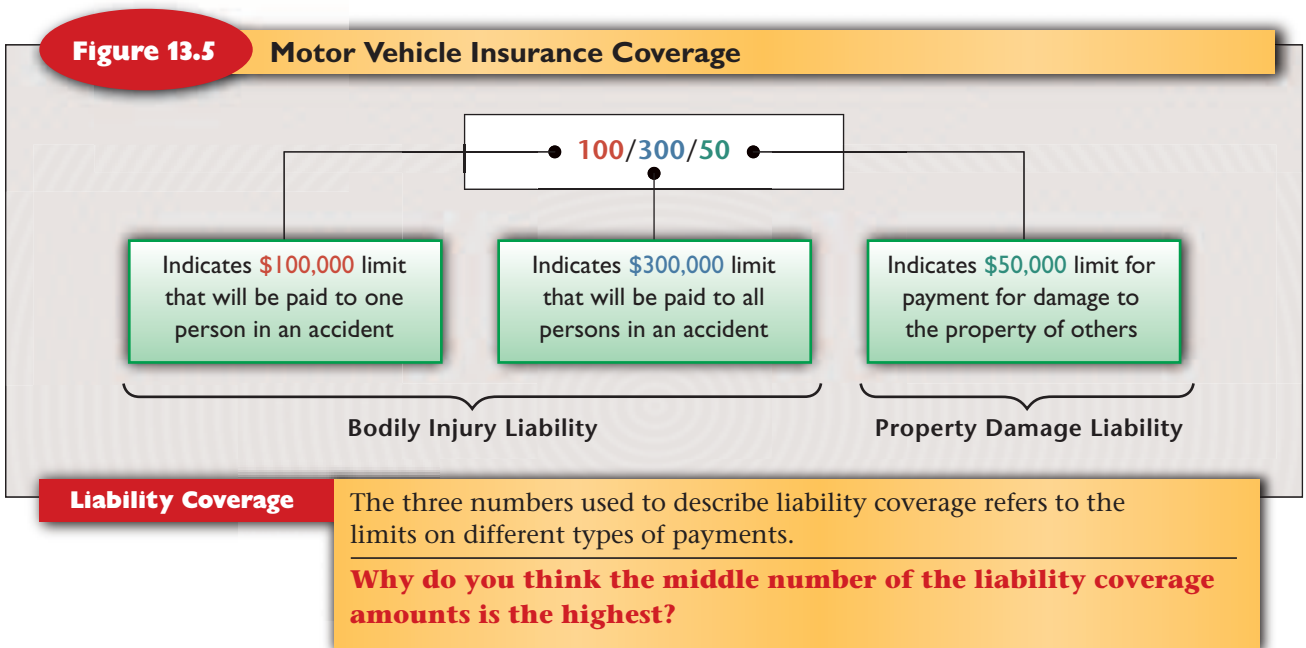 Figure 13.5
Motor Vehicle Insurance Coverage
100/300/50
Indicates $100,000 limit
that will be paid to one
person in an accident
Indicates $300,000 limit
that will be paid to all
persons in an accident
Indicates $50,000 limit for
payment for damage to
the property of others
Bodily Injury Liability
Property Damage Liability
Liability Coverage
The three numbers used to describe liability coverage refers to the
limits on different types of payments.
Why do you think the middle number of the liability coverage
amounts is the highest?